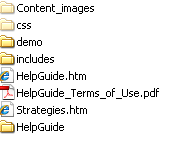 Content_images
css
demo
includes
HelpGuide.htm
HelpGuide_Terms_of_Use.pdf
Strategies.htm
HelpGuide